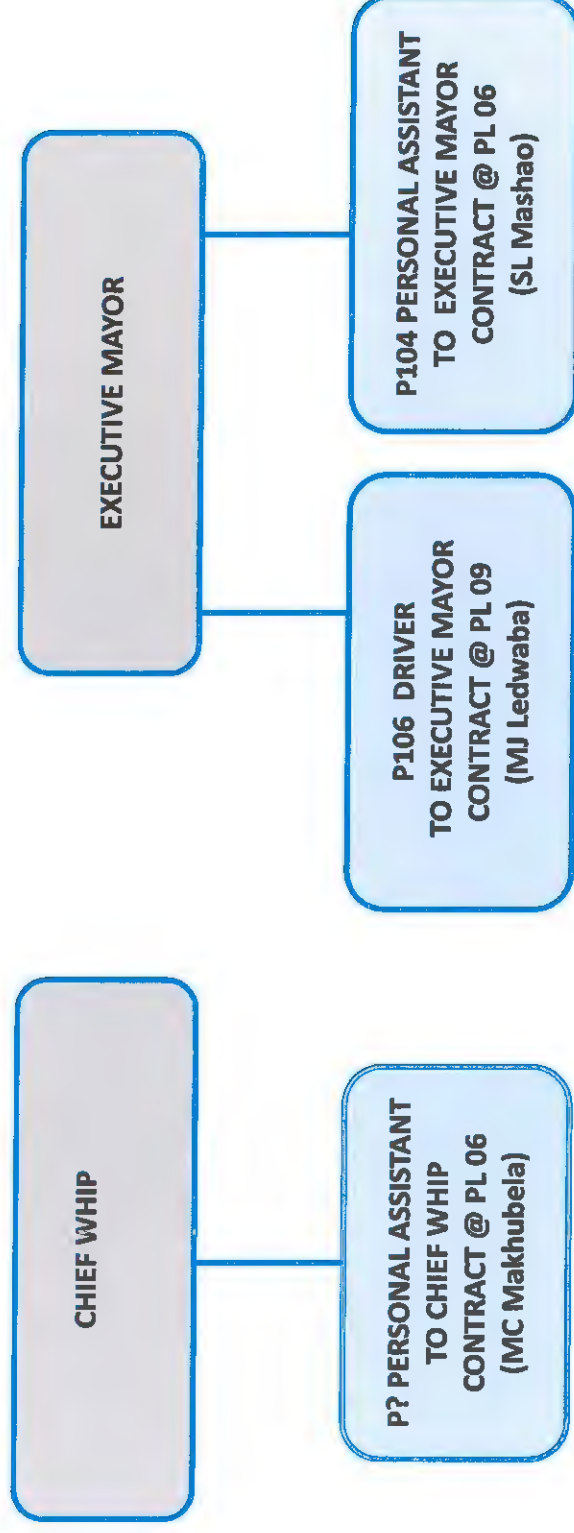 CHIEF WHIP
P? PERSONAL ASSISTANT
TO CHIEF WHIP
CONTRACT @ PL 06
(MC Makhubela)
EXECUTIVE MAYOR
P106 DRIVER
TO EXECUTIVE MAYOR
CONTRACT @ PL 09
(MJ Ledwaba)
P104 PERSONAL ASSISTANT
TO EXECUTIVE MAYOR
CONTRACT @ PL 06
(SL Mashao)